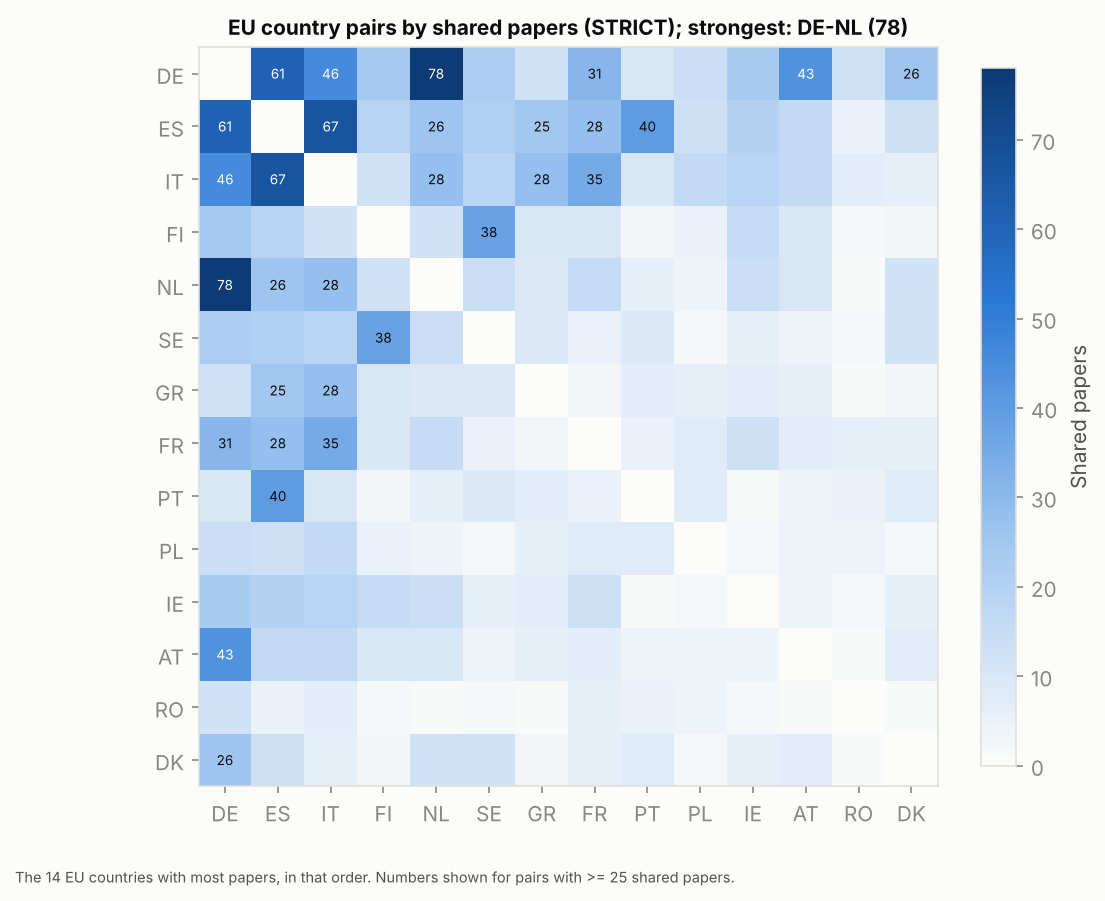 EU country pairs by shared papers (STRICT); strongest: DE-NL (78)
DE 61 46 78 31 43 26
ES 61 67 26 25 28 40
IT 46 67 28 28 35
FI 38
NL 78 26 28
SE 38
GR 25 28
FR 31 28 35
PT 40
PL
IE
AT 43
RO
DK 26
DE ES IT FI NL SE GR FR PT PL IE AT RO DK
70
60
50
40
30
20
10
0
Shared papers
The 14 EU countries with most papers, in that order. Numbers shown for pairs with >= 25 shared papers.